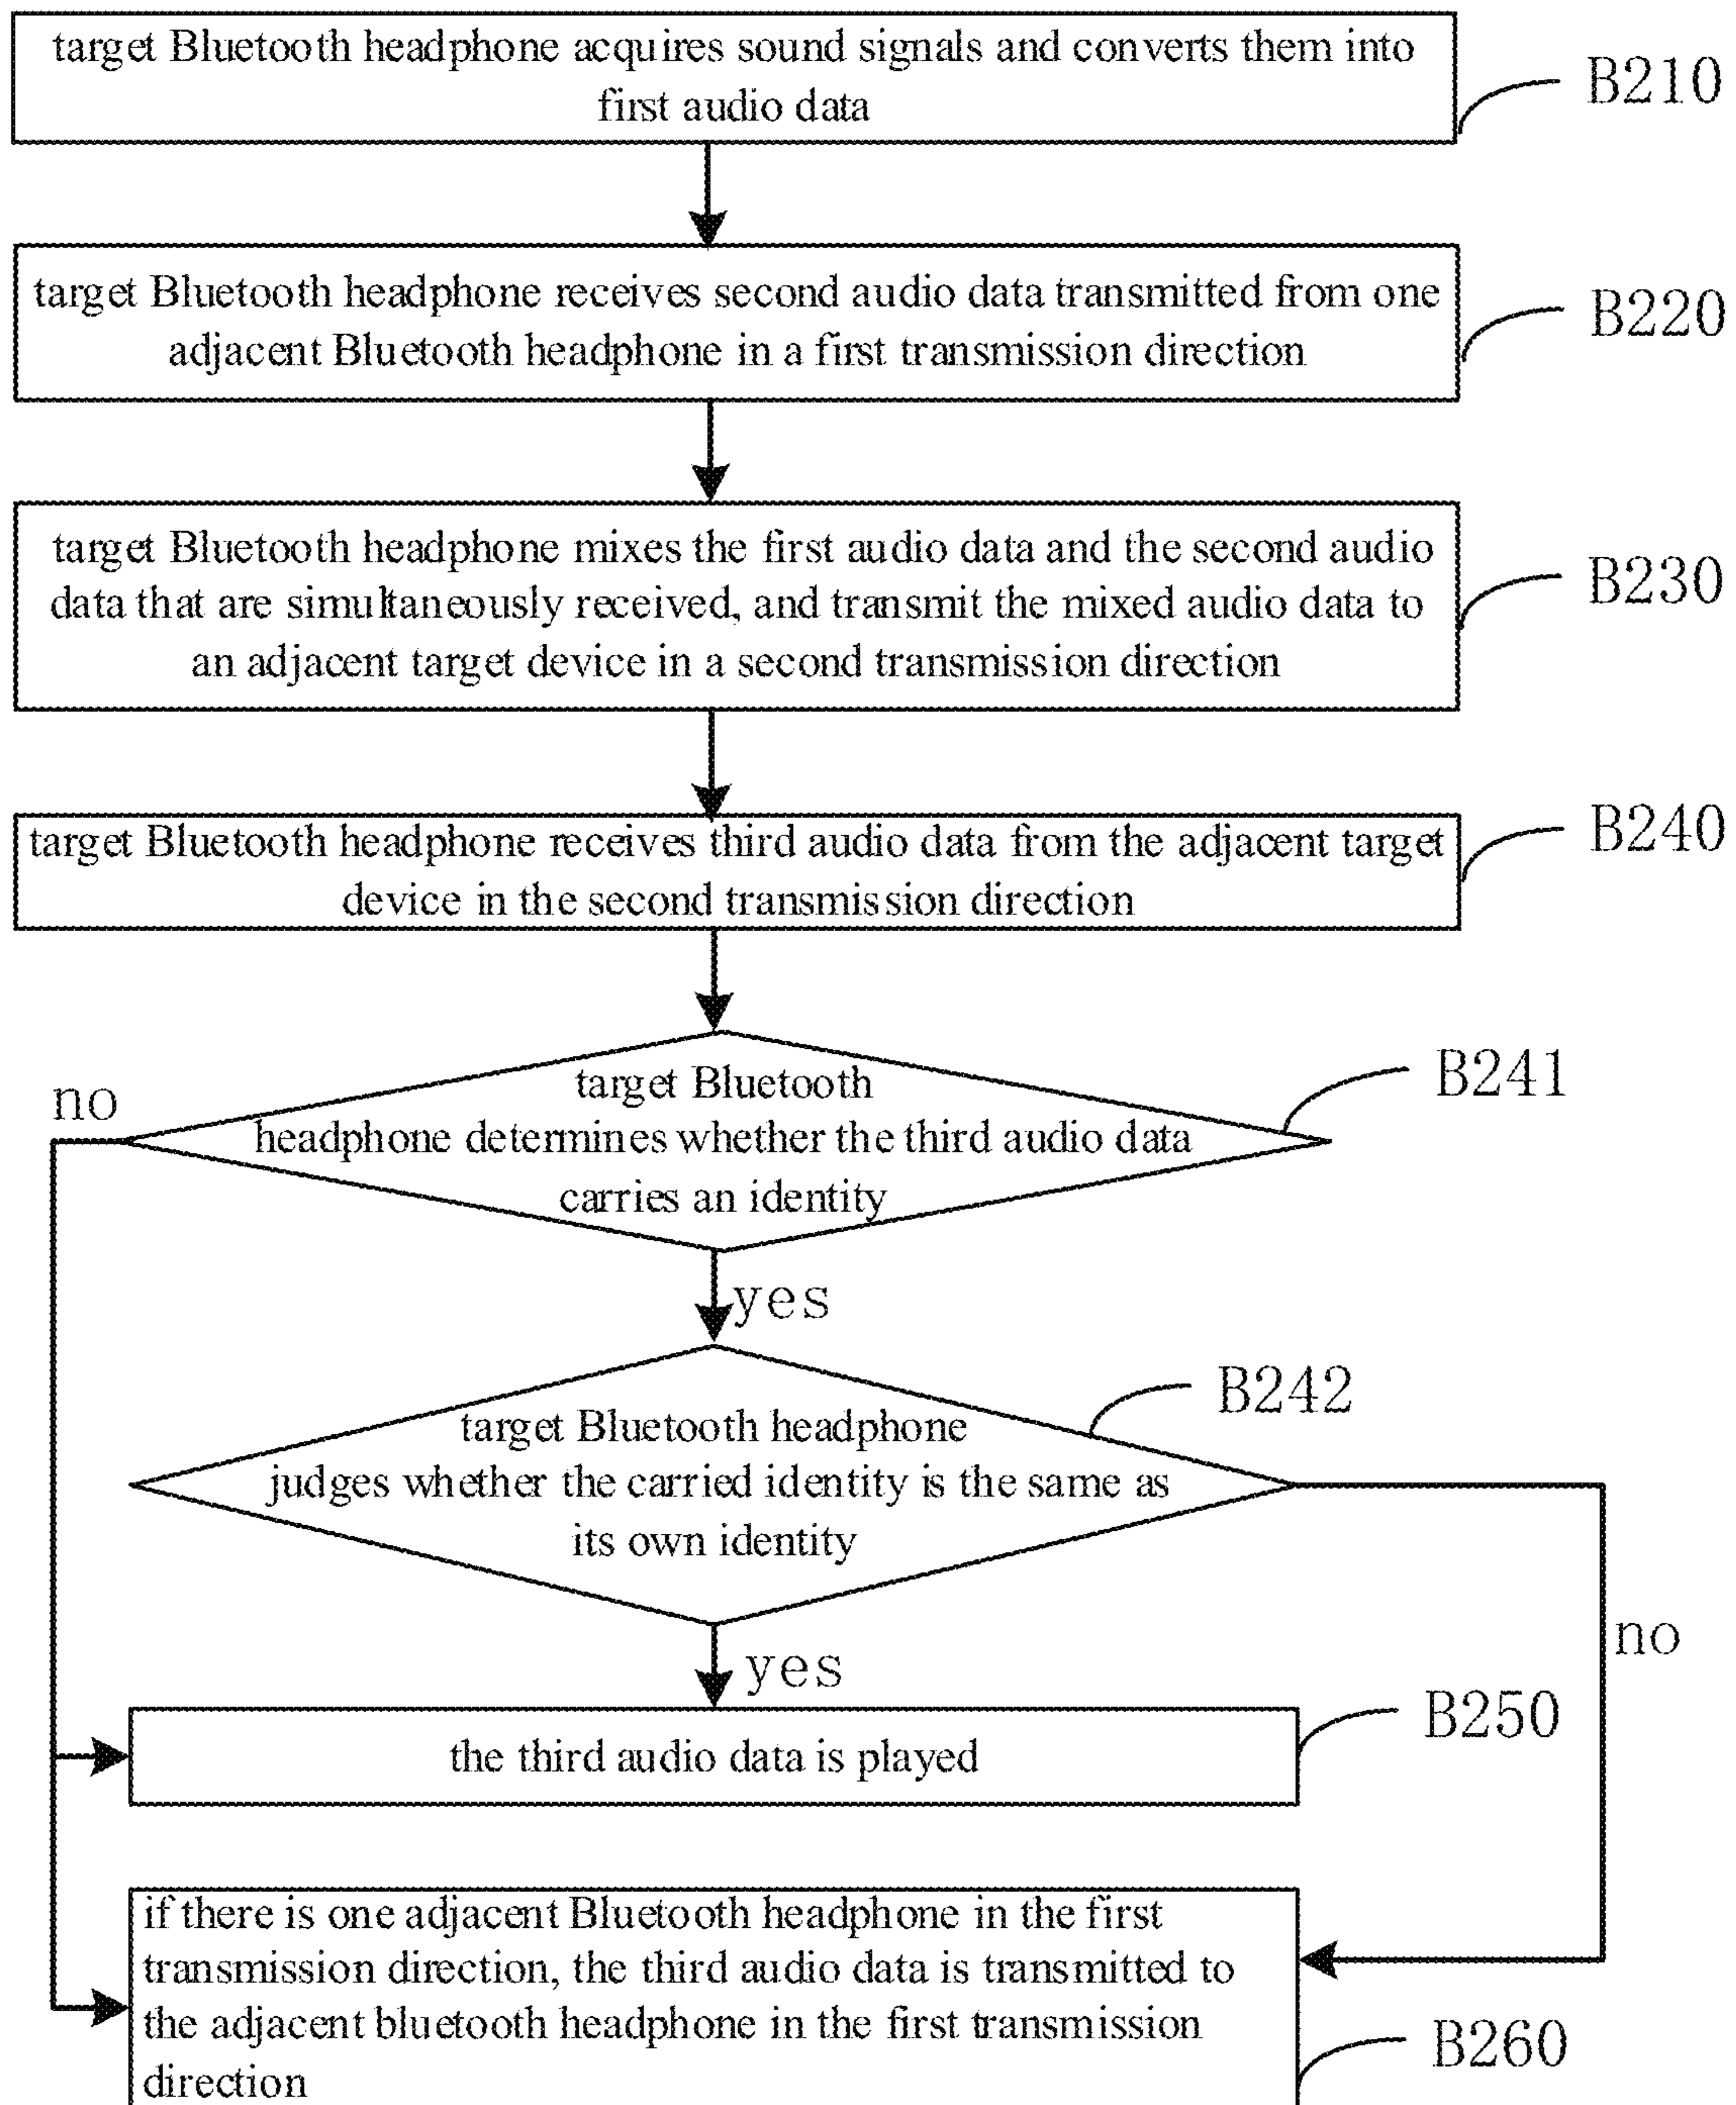 target Bluetooth headphone acquires sound signals and converts them into
first audio data
B210
target Bluetooth headphone receives second audio data transmitted from one
adjacent Bluetooth headphone in a first transmission direction
B220
target Bluetooth headphone mixes the first audio data and the second audio
data that are simultaneously received, and transmit the mixed audio data to
an adjacent target device in a second transmission direction
B230
target Bluetooth headphone receives third audio data from the adjacent target
device in the second transmission direction
B240
target Bluetooth
headphone determines whether the third audio data
carries an identity
B241
no
yes
target Bluetooth headphone
judges whether the carried identity is the same as
its own identity
B242
no
yes
the third audio data is played
B250
if there is one adjacent Bluetooth headphone in the first
transmission direction, the third audio data is transmitted to
the adjacent bluetooth headphone in the first transmission
direction
B260